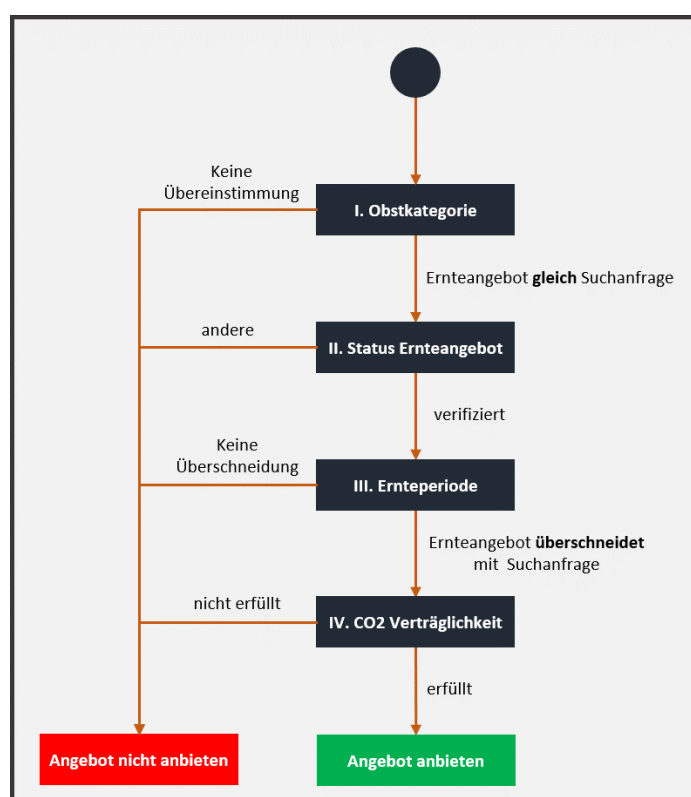 Keine
Übereinstimmung
I. Obstkategorie
Ernteangebot gleich Suchanfrage
andere
II. Status Ernteangebot
verifiziert
Keine
Überschneidung
III. Ernteperiode
Ernteangebot überschneidet
mit Suchanfrage
nicht erfüllt
IV. CO2 Verträglichkeit
erfüllt
Angebot nicht anbieten
Angebot anbieten